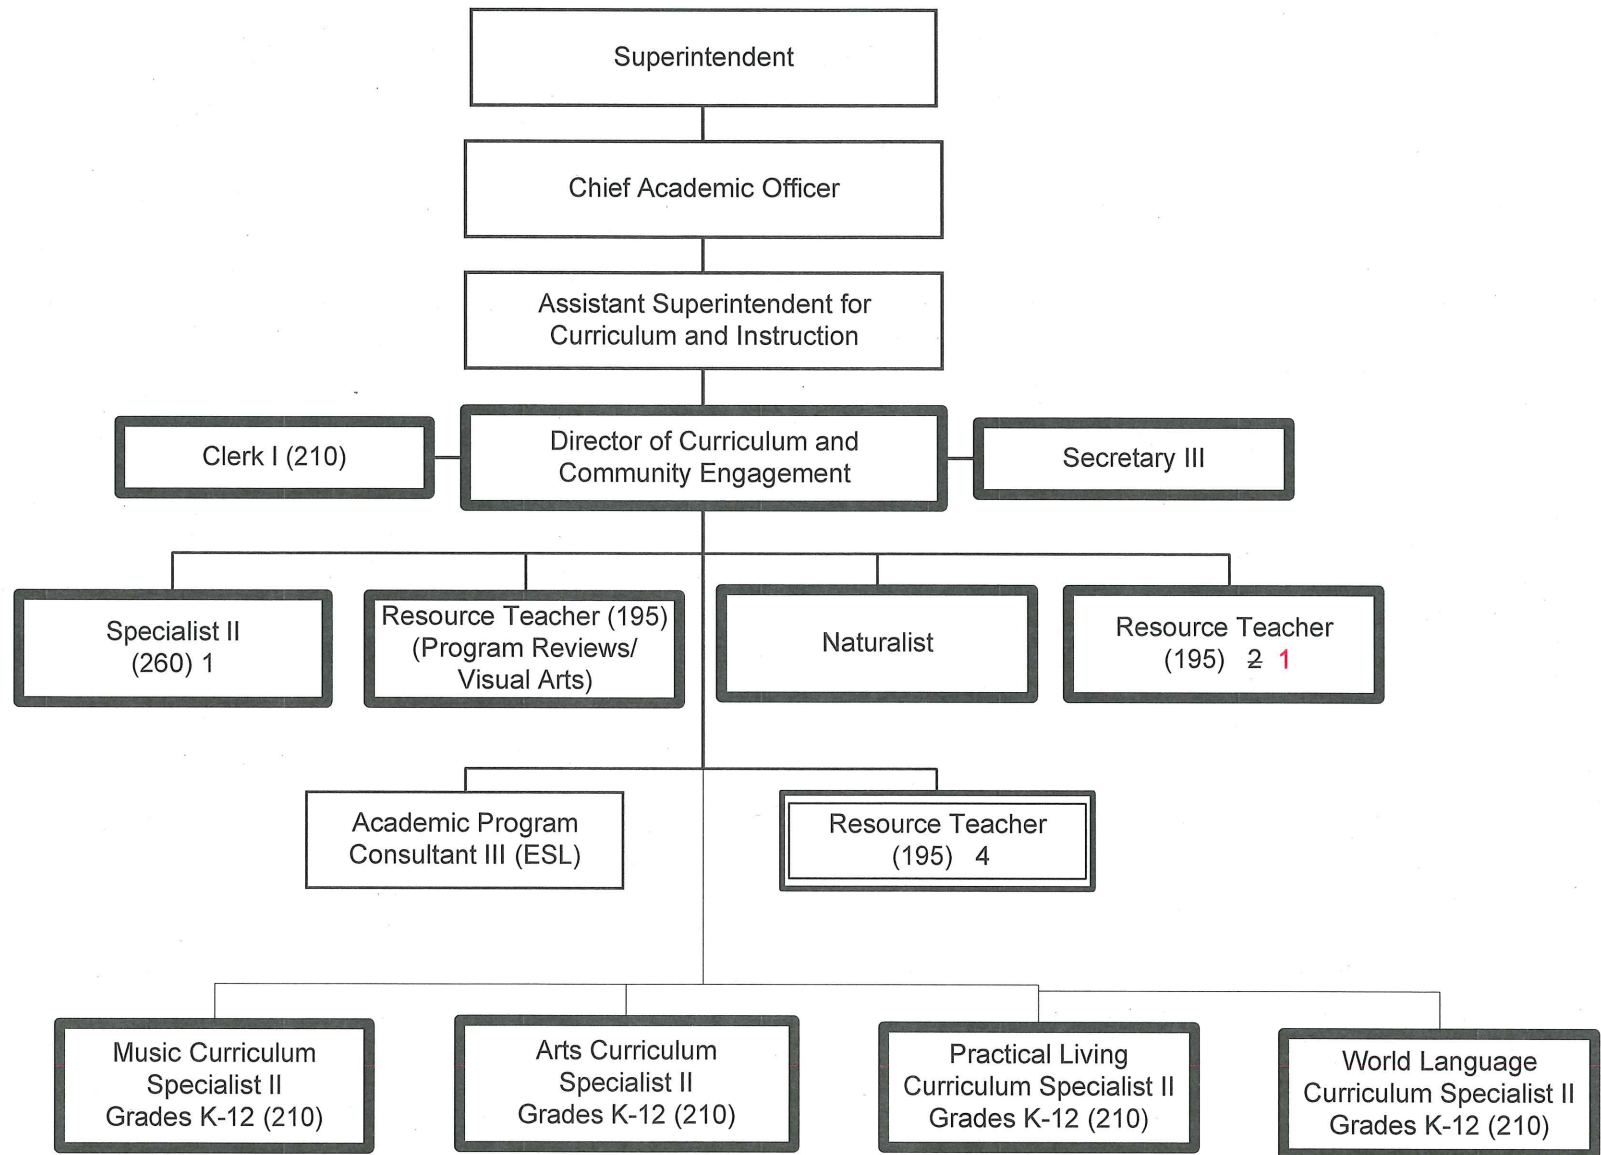 Superintendent
Chief Academic Officer
Assistant Superintendent for
Curriculum and Instruction
Clerk I (210)
Director of Curriculum and
Community Engagement
Secretary III
Specialist II
(260) 1
Resource Teacher (195)
(Program Reviews/
Visual Arts)
Naturalist
Resource Teacher
(195) 2 1
Academic Program
Consultant III (ESL)
Resource Teacher
(195) 4
Music Curriculum
Specialist II
Grades K-12 (210)
Arts Curriculum
Specialist II
Grades K-12 (210)
Practical Living
Curriculum Specialist II
Grades K-12 (210)
World Language
Curriculum Specialist II
Grades K-12 (210)